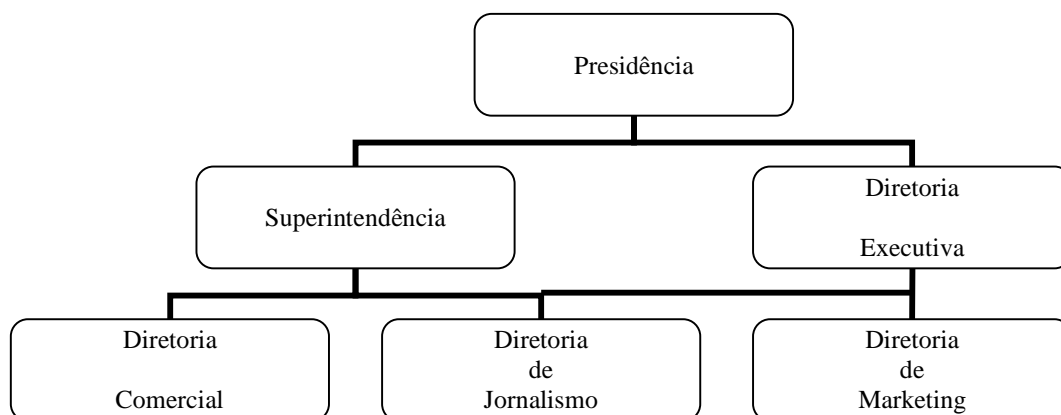 Presidência
Superintendência
Diretoria
Executiva
Diretoria
Comercial
Diretoria
de
Jornalismo
Diretoria
de
Marketing